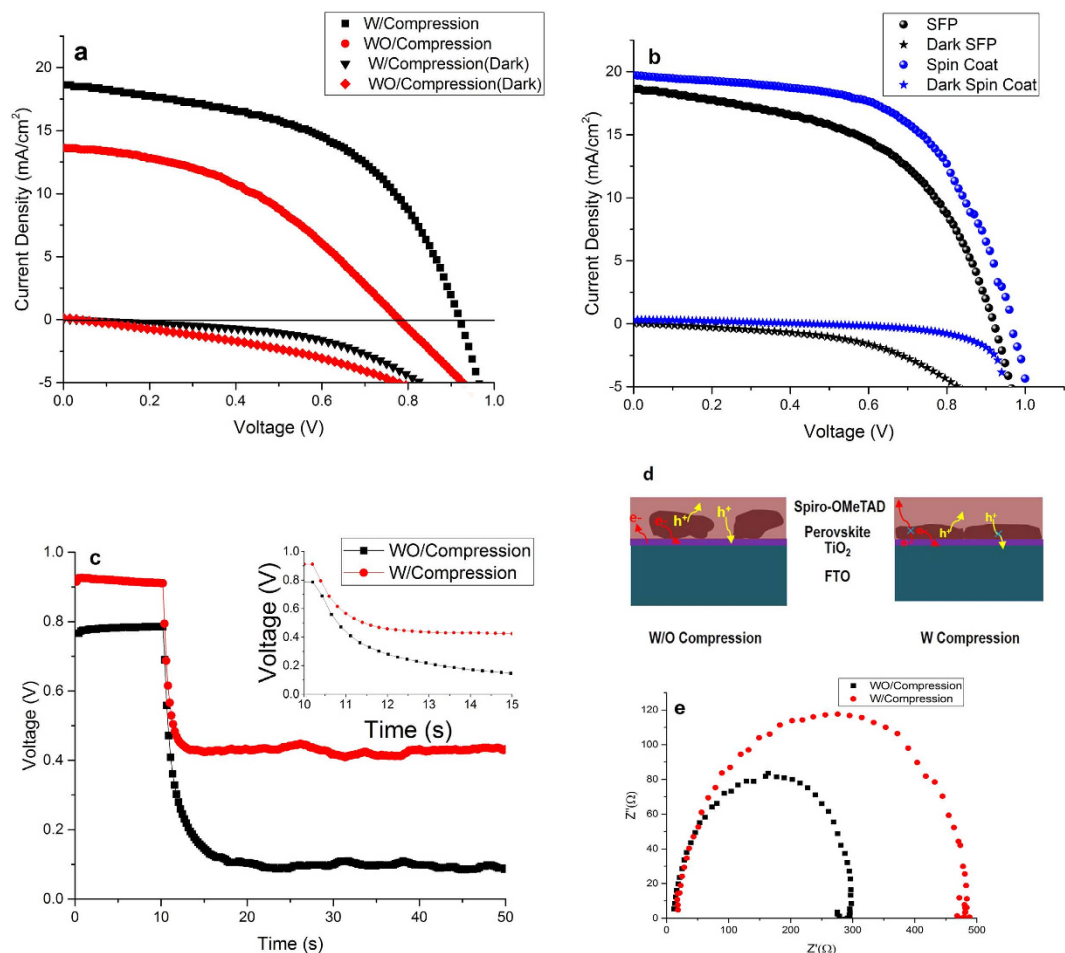 a
W/Compression
WO/Compression
W/Compression(Dark)
WO/Compression(Dark)
Current Density (mA/cm²)
20
15
10
5
0
-5
0.0 0.2 0.4 0.6 0.8 1.0
Voltage (V)
b
SFP
Dark SFP
Spin Coat
Dark Spin Coat
Current Density (mA/cm²)
20
15
10
5
0
-5
0.0 0.2 0.4 0.6 0.8 1.0
Voltage (V)
c
WO/Compression
W/Compression
Voltage (V)
1.0
0.8
0.6
0.4
0.2
0.0
10 11 12 13 14 15
Time (s)
Voltage (V)
1.0
0.8
0.6
0.4
0.2
0.0
0 10 20 30 40 50
Time (s)
d
Spiro-OMeTAD
Perovskite
TiO₂
FTO
e- e- h⁺ h⁺
h⁺ h⁺
W/O Compression
W Compression
e
WO/Compression
W/Compression
Z"(Ω)
120
80
40
0
0 100 200 300 400 500
Z'(Ω)